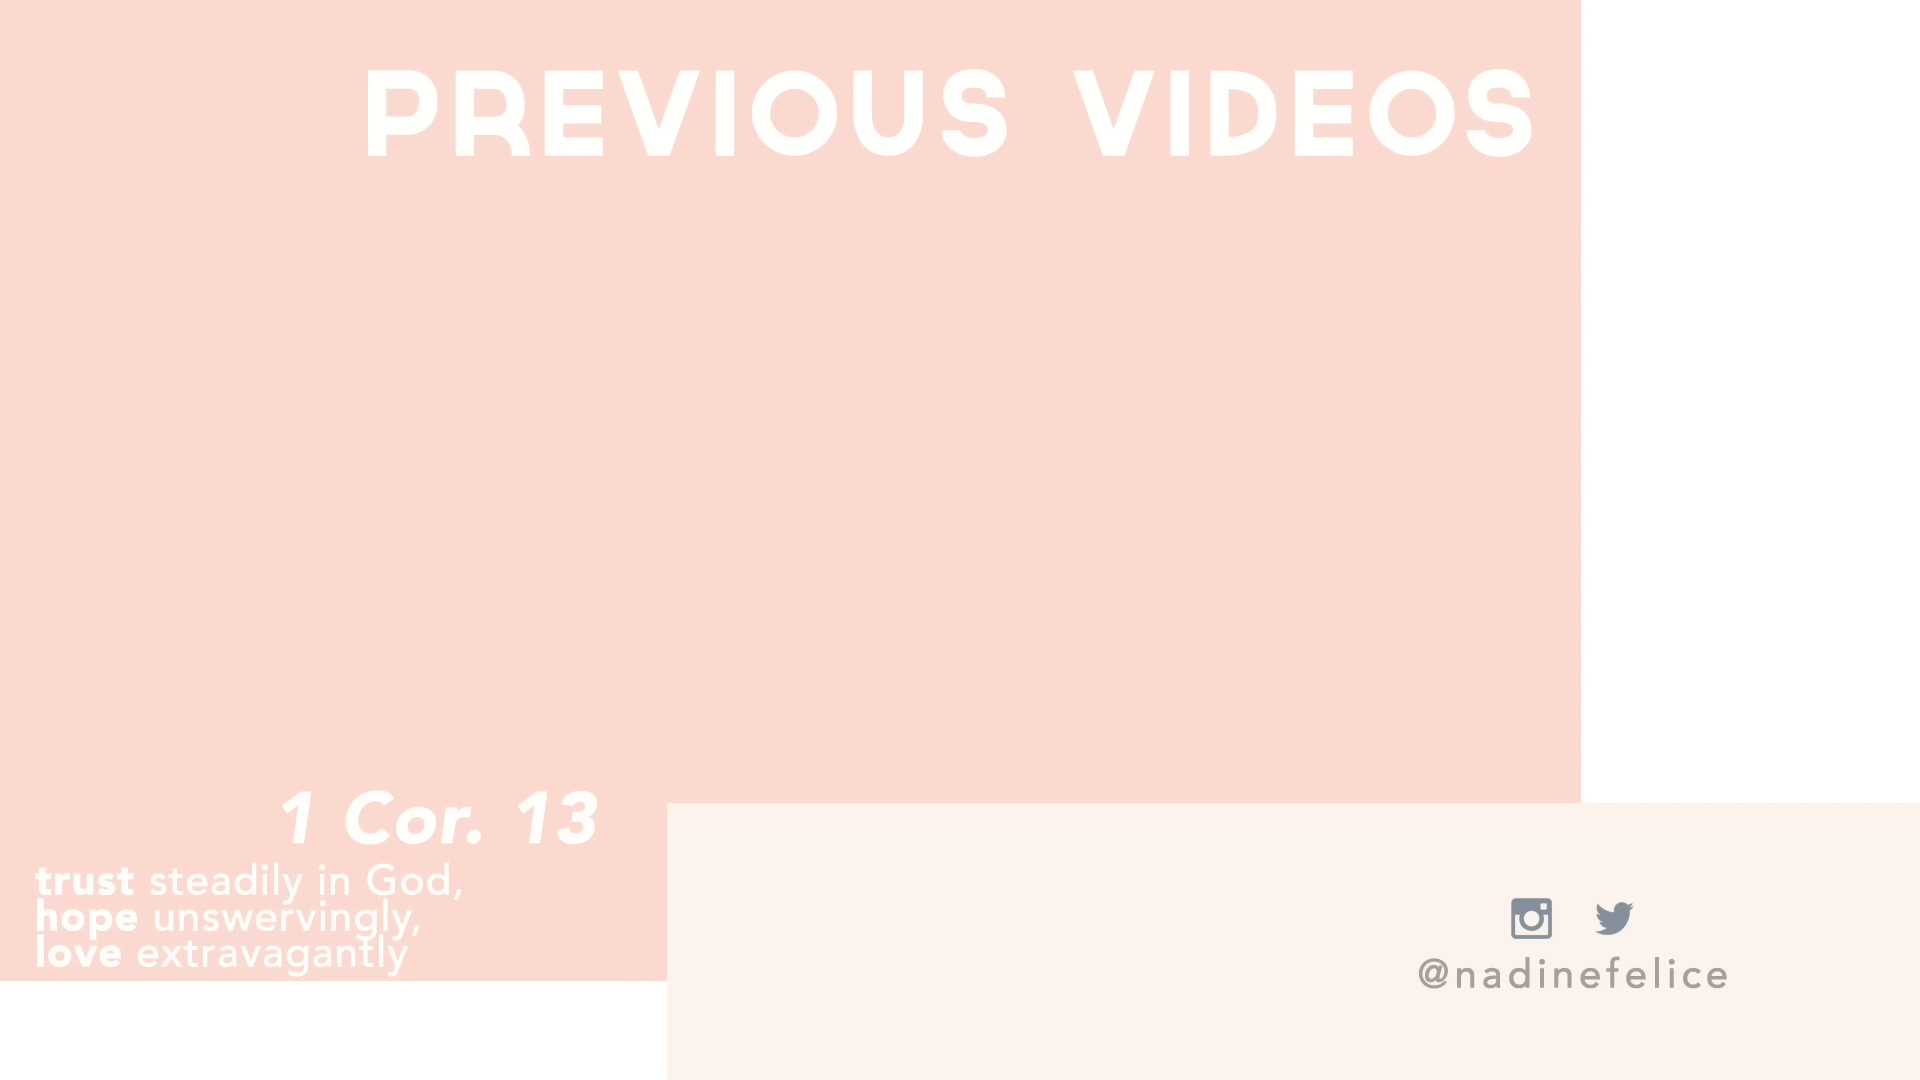 PREVIOUS VIDEOS
1 Cor. 13
trust steadily in God,
hope unswervingly,
love extravagantly
@nadinefelice